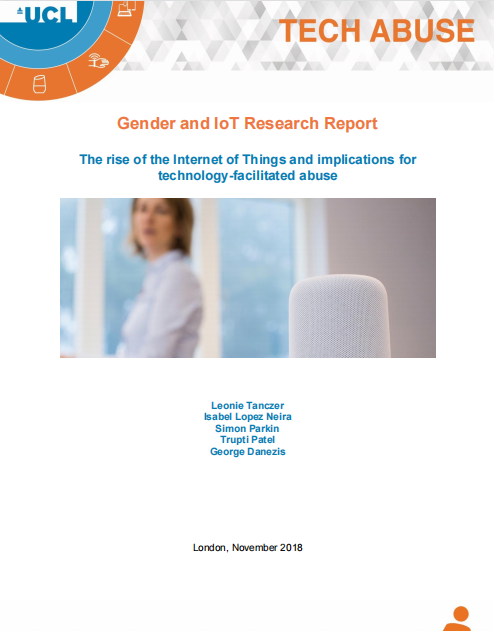 UCL
TECH ABUSE
Gender and IoT Research Report
The rise of the Internet of Things and implications for
technology-facilitated abuse
Leonie Tanczer
Isabel Lopez Neira
Simon Parkin
Trupti Patel
George Danezis
London, November 2018